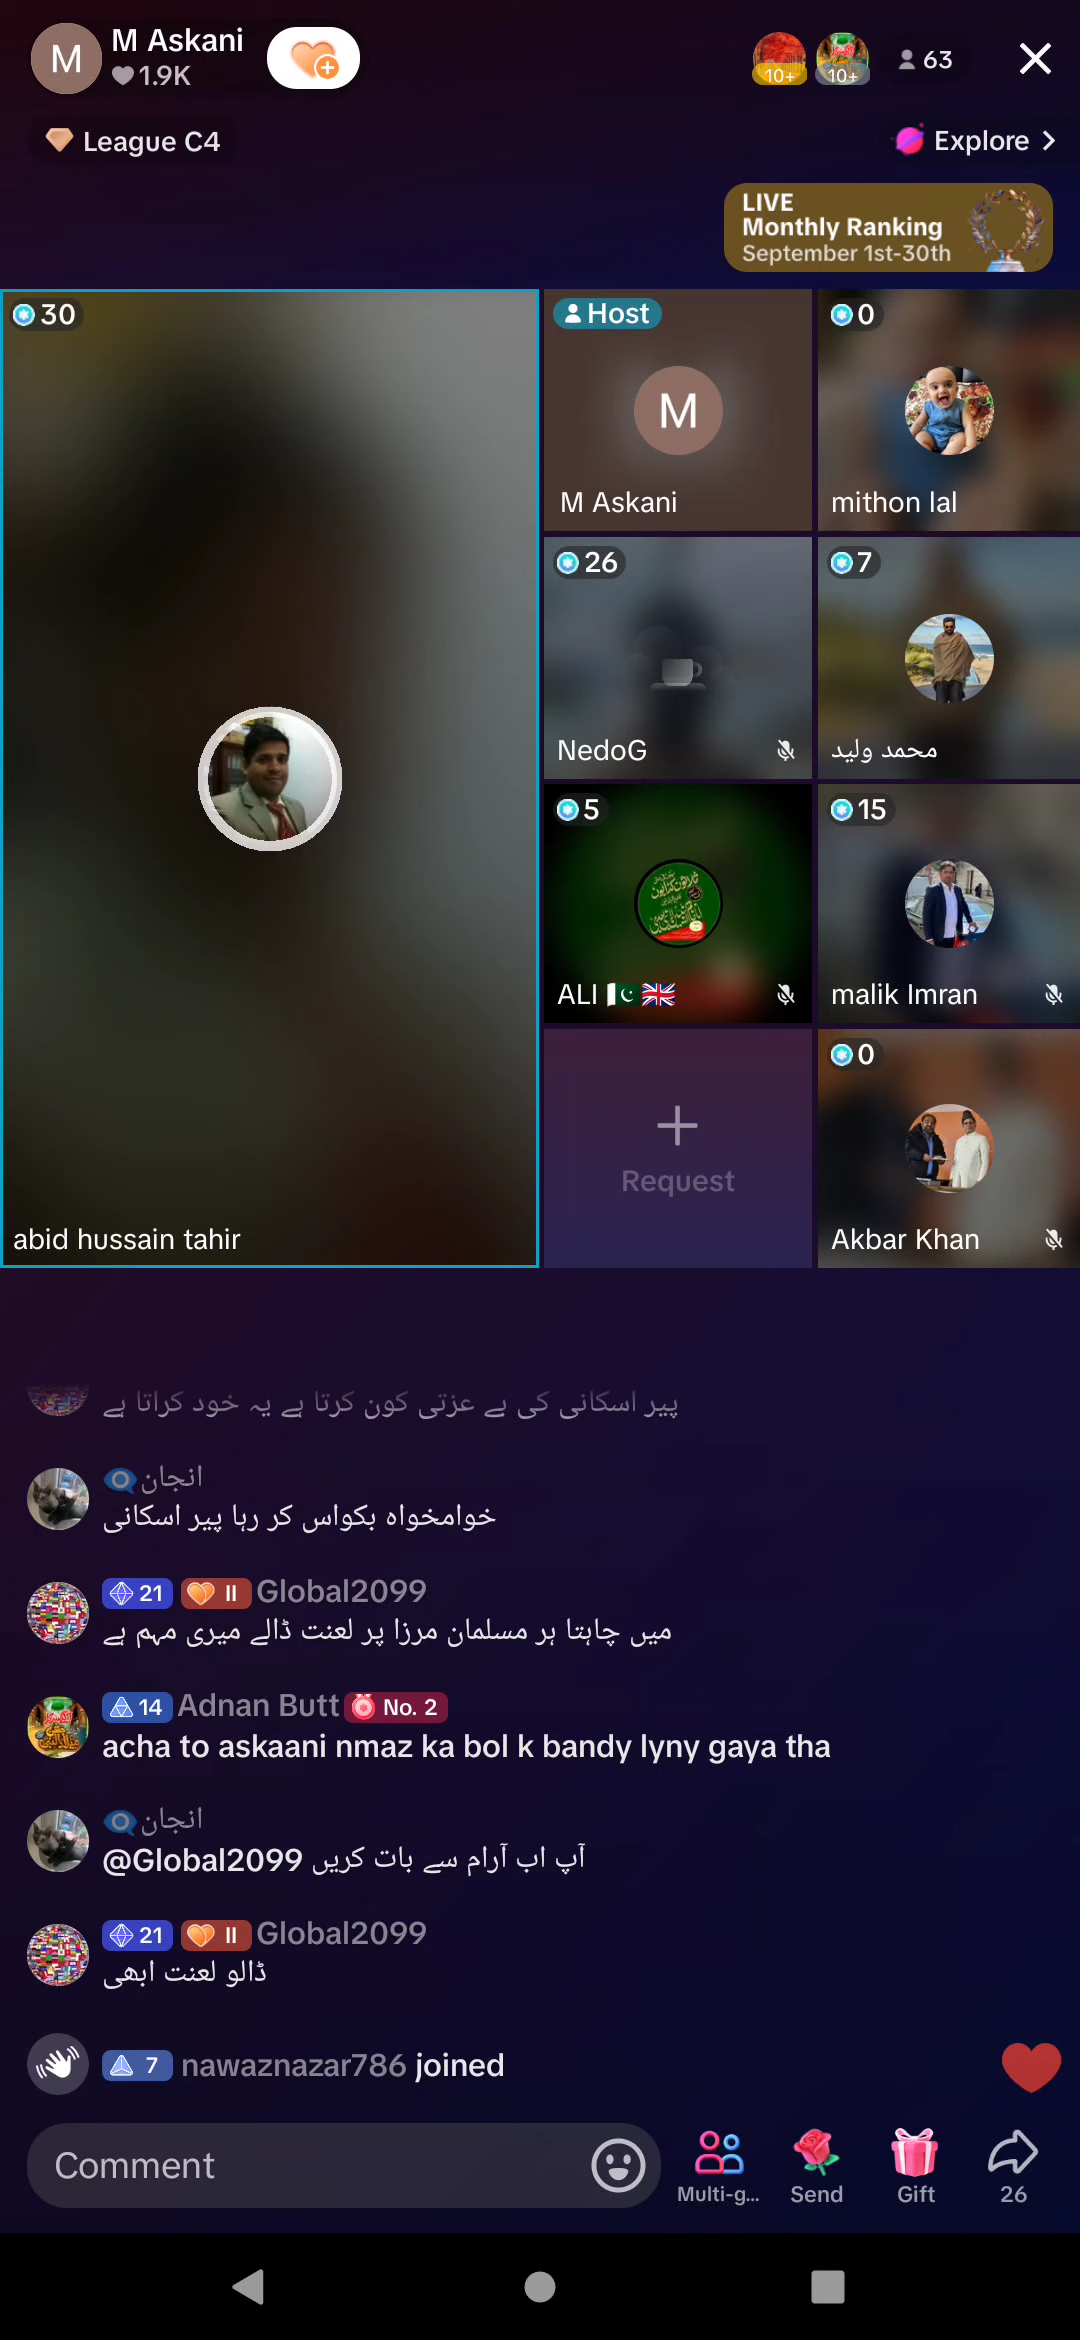 M
M Askani
1.9K
10+
10+
63
League C4
Explore
LIVE
Monthly Ranking
September 1st-30th
30
abid hussain tahir
Host
M
M Askani
0
mithon lal
26
NedoG
7
محمد ولید
5
ALI
15
malik Imran
Request
0
Akbar Khan
پیر اسکانی کی بے عزتی کون کرتا ہے یہ خود کراتا ہے
انجان
خوامخواہ بکواس کر رہا پیر اسکانی
21 II Global2099
میں چاہتا ہر مسلمان مرزا پر لعنت ڈالے میری مہم ہے
14 Adnan Butt No. 2
acha to askaani nmaz ka bol k bandy lyny gaya tha
انجان
@Global2099 آپ اب آرام سے بات کریں
21 II Global2099
ڈالو لعنت ابھی
7 nawaznazar786 joined
Comment
Multi-g...
Send
Gift
26